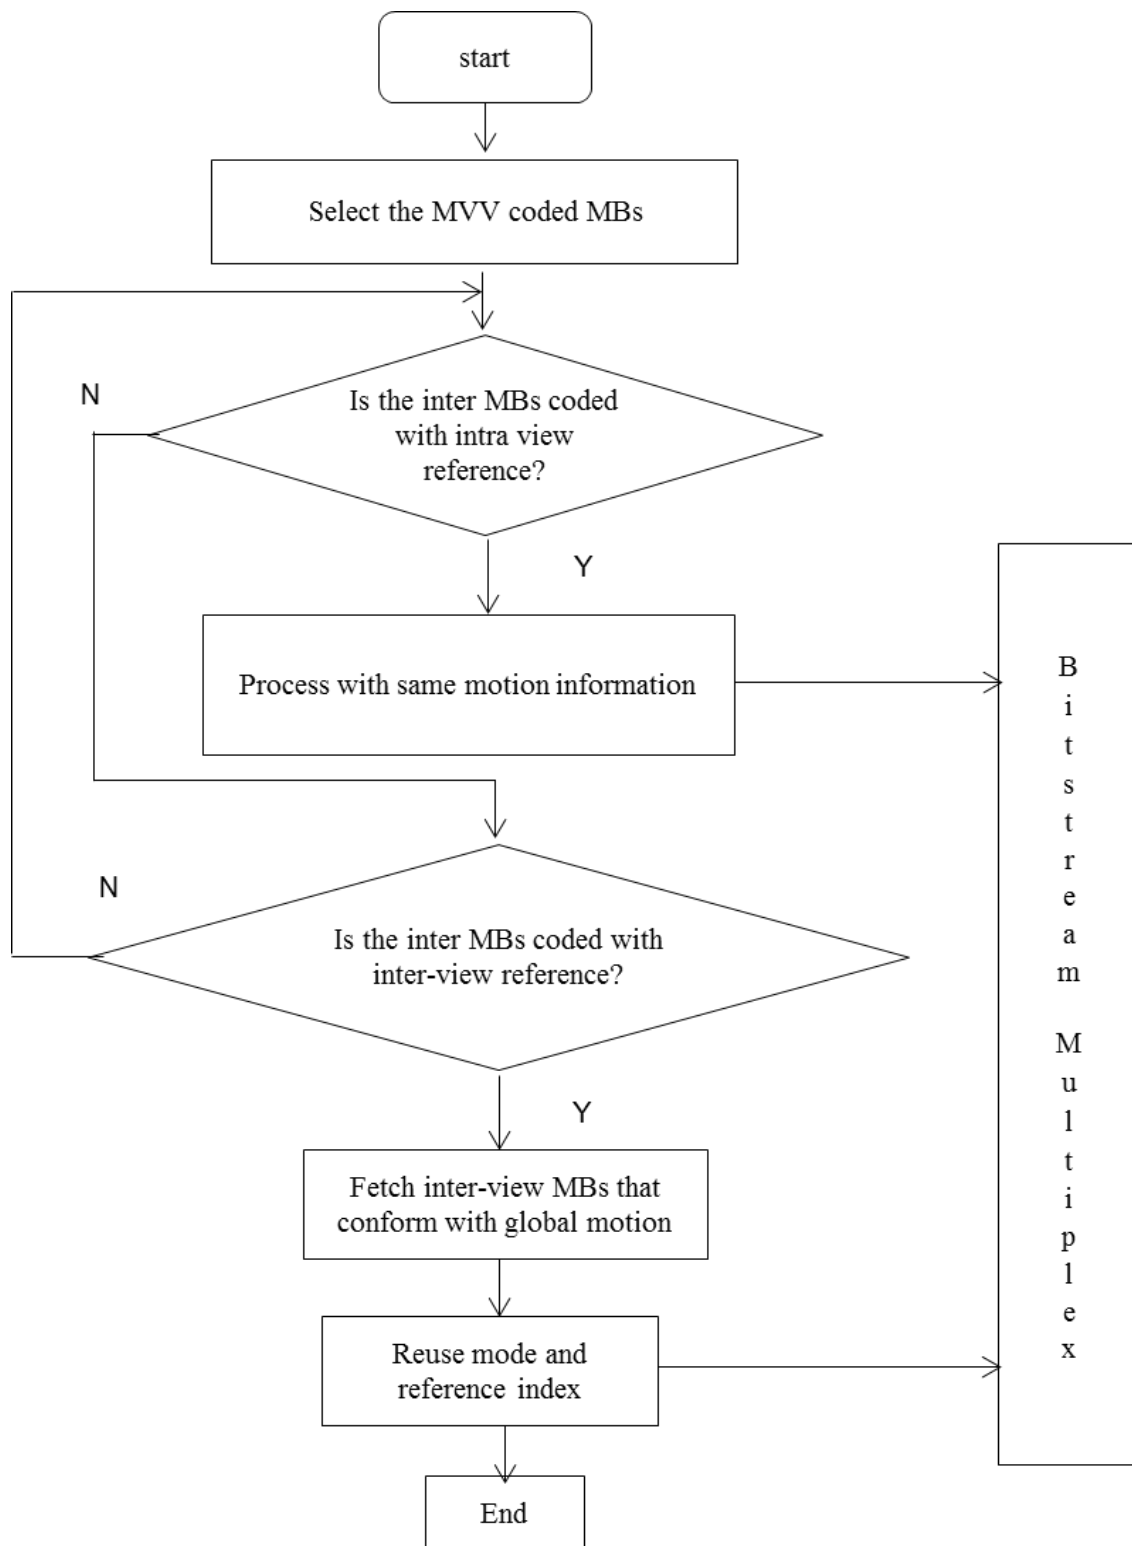 start
Select the MVV coded MBs
N
Is the inter MBs coded
with intra view
reference?
Y
Process with same motion information
N
Is the inter MBs coded with
inter-view reference?
Y
Fetch inter-view MBs that
conform with global motion
Reuse mode and
reference index
End
B
i
t
s
t
r
e
a
m
M
u
l
t
i
p
l
e
x